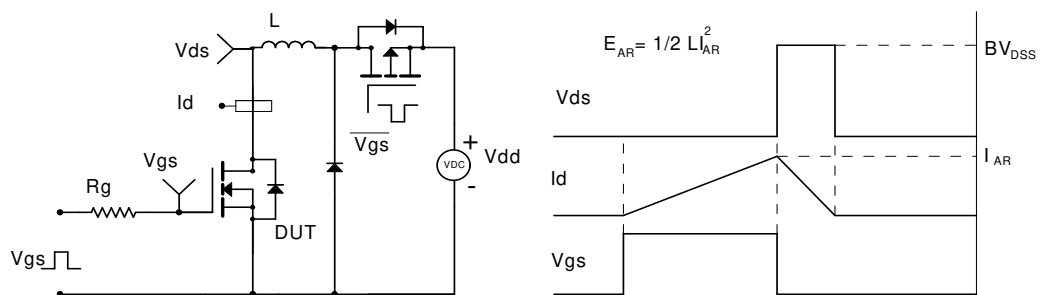 L
Vds
Id
Vgs
Vgs
Rg
DUT
Vgs
+
VDC
-
Vdd
E_AR = 1/2 LI_AR^2
BV_DSS
Vds
I_AR
Id
Vgs